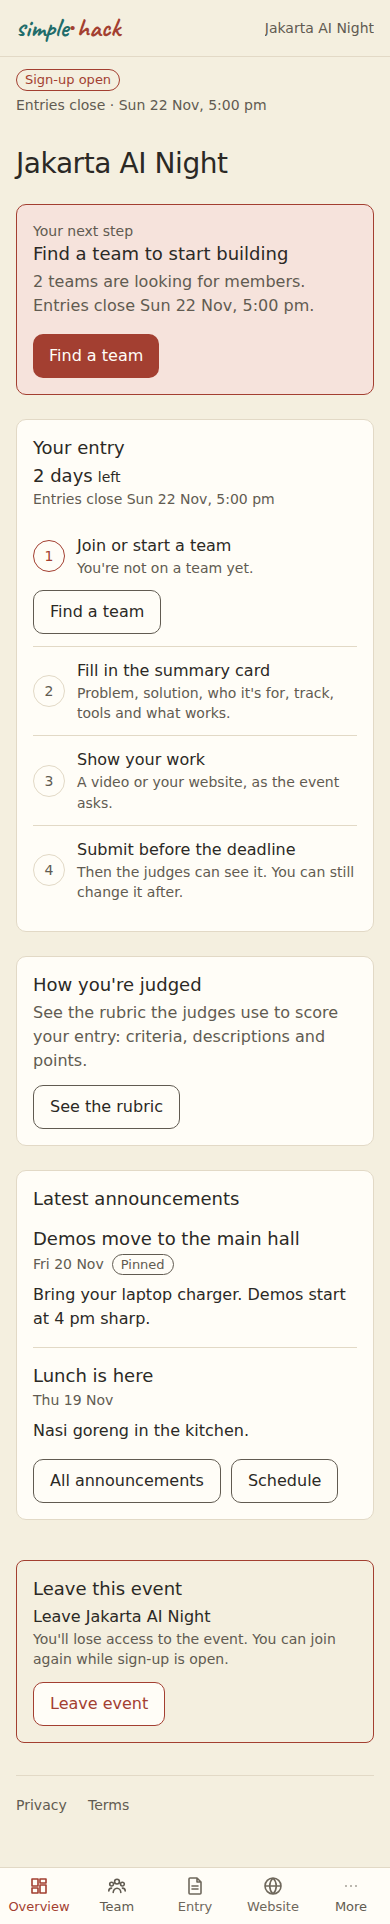 simple·hack
Jakarta AI Night
Sign-up open
Entries close · Sun 22 Nov, 5:00 pm
Jakarta AI Night
Your next step
Find a team to start building
2 teams are looking for members.
Entries close Sun 22 Nov, 5:00 pm.
Find a team
Your entry
2 days left
Entries close Sun 22 Nov, 5:00 pm
1
Join or start a team
You're not on a team yet.
Find a team
2
Fill in the summary card
Problem, solution, who it's for, track,
tools and what works.
3
Show your work
A video or your website, as the event
asks.
4
Submit before the deadline
Then the judges can see it. You can still
change it after.
How you're judged
See the rubric the judges use to score
your entry: criteria, descriptions and
points.
See the rubric
Latest announcements
Demos move to the main hall
Fri 20 Nov Pinned
Bring your laptop charger. Demos start
at 4 pm sharp.
Lunch is here
Thu 19 Nov
Nasi goreng in the kitchen.
All announcements Schedule
Leave this event
Leave Jakarta AI Night
You'll lose access to the event. You can join
again while sign-up is open.
Leave event
Privacy Terms
Overview Team Entry Website More